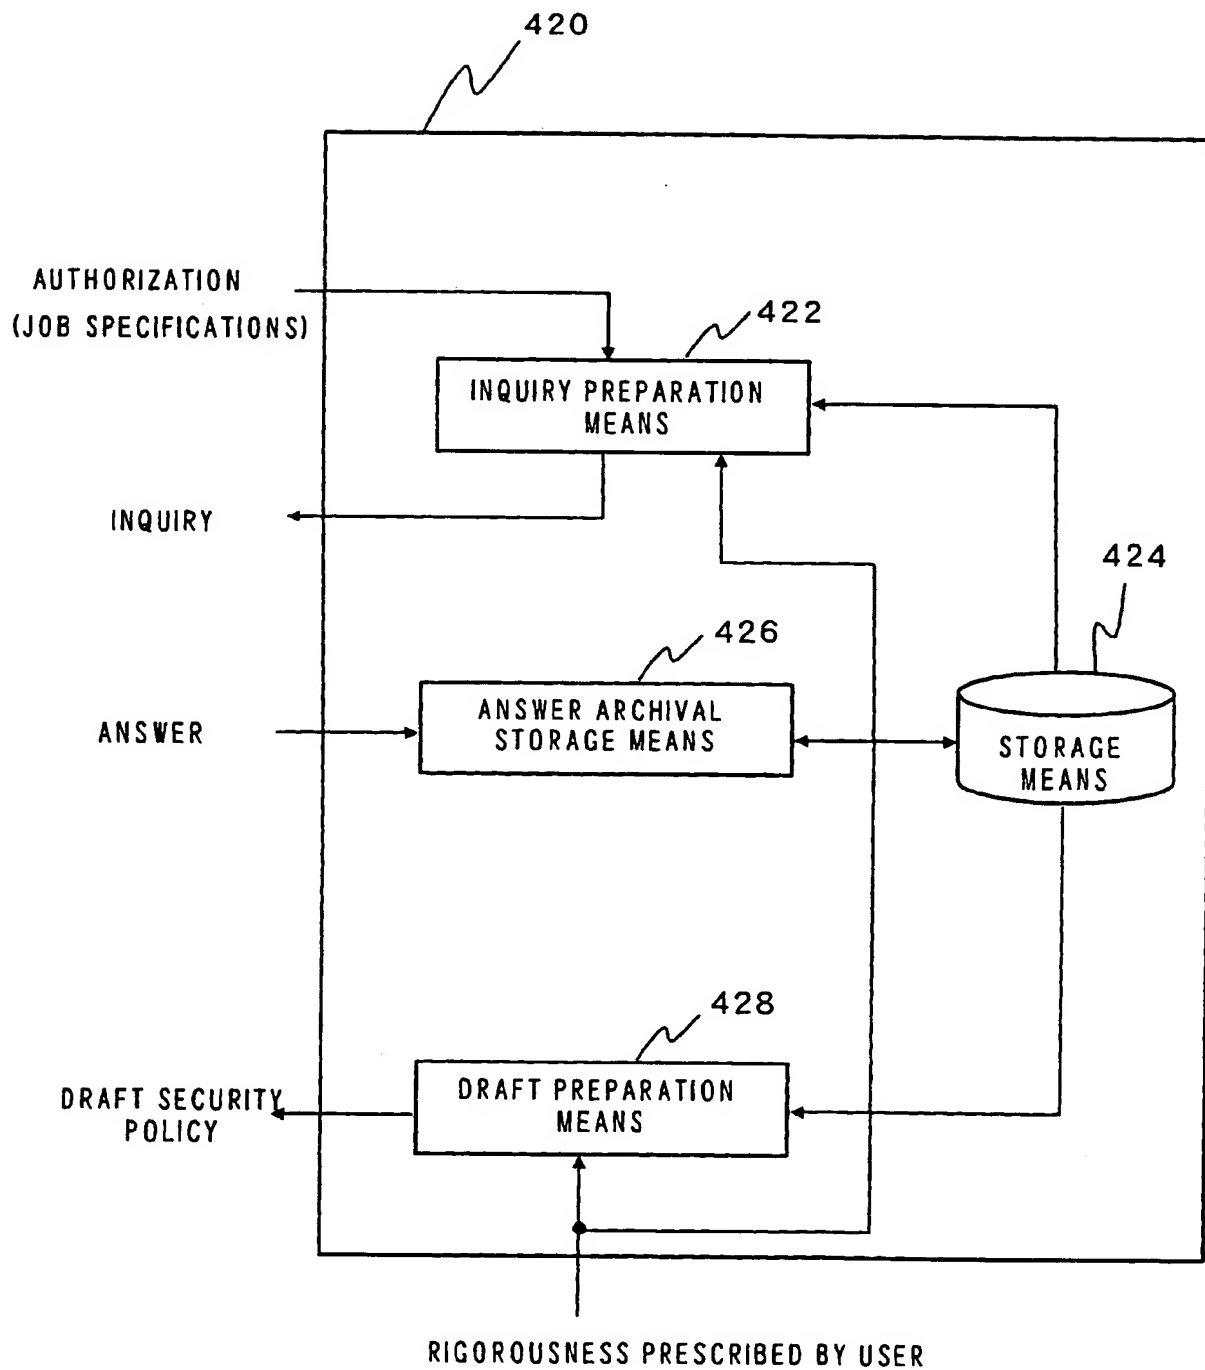 420
AUTHORIZATION
(JOB SPECIFICATIONS)
422
INQUIRY PREPARATION
MEANS
INQUIRY
424
426
ANSWER
ANSWER ARCHIVAL
STORAGE MEANS
STORAGE
MEANS
428
DRAFT SECURITY
POLICY
DRAFT PREPARATION
MEANS
RIGOROUSNESS PRESCRIBED BY USER